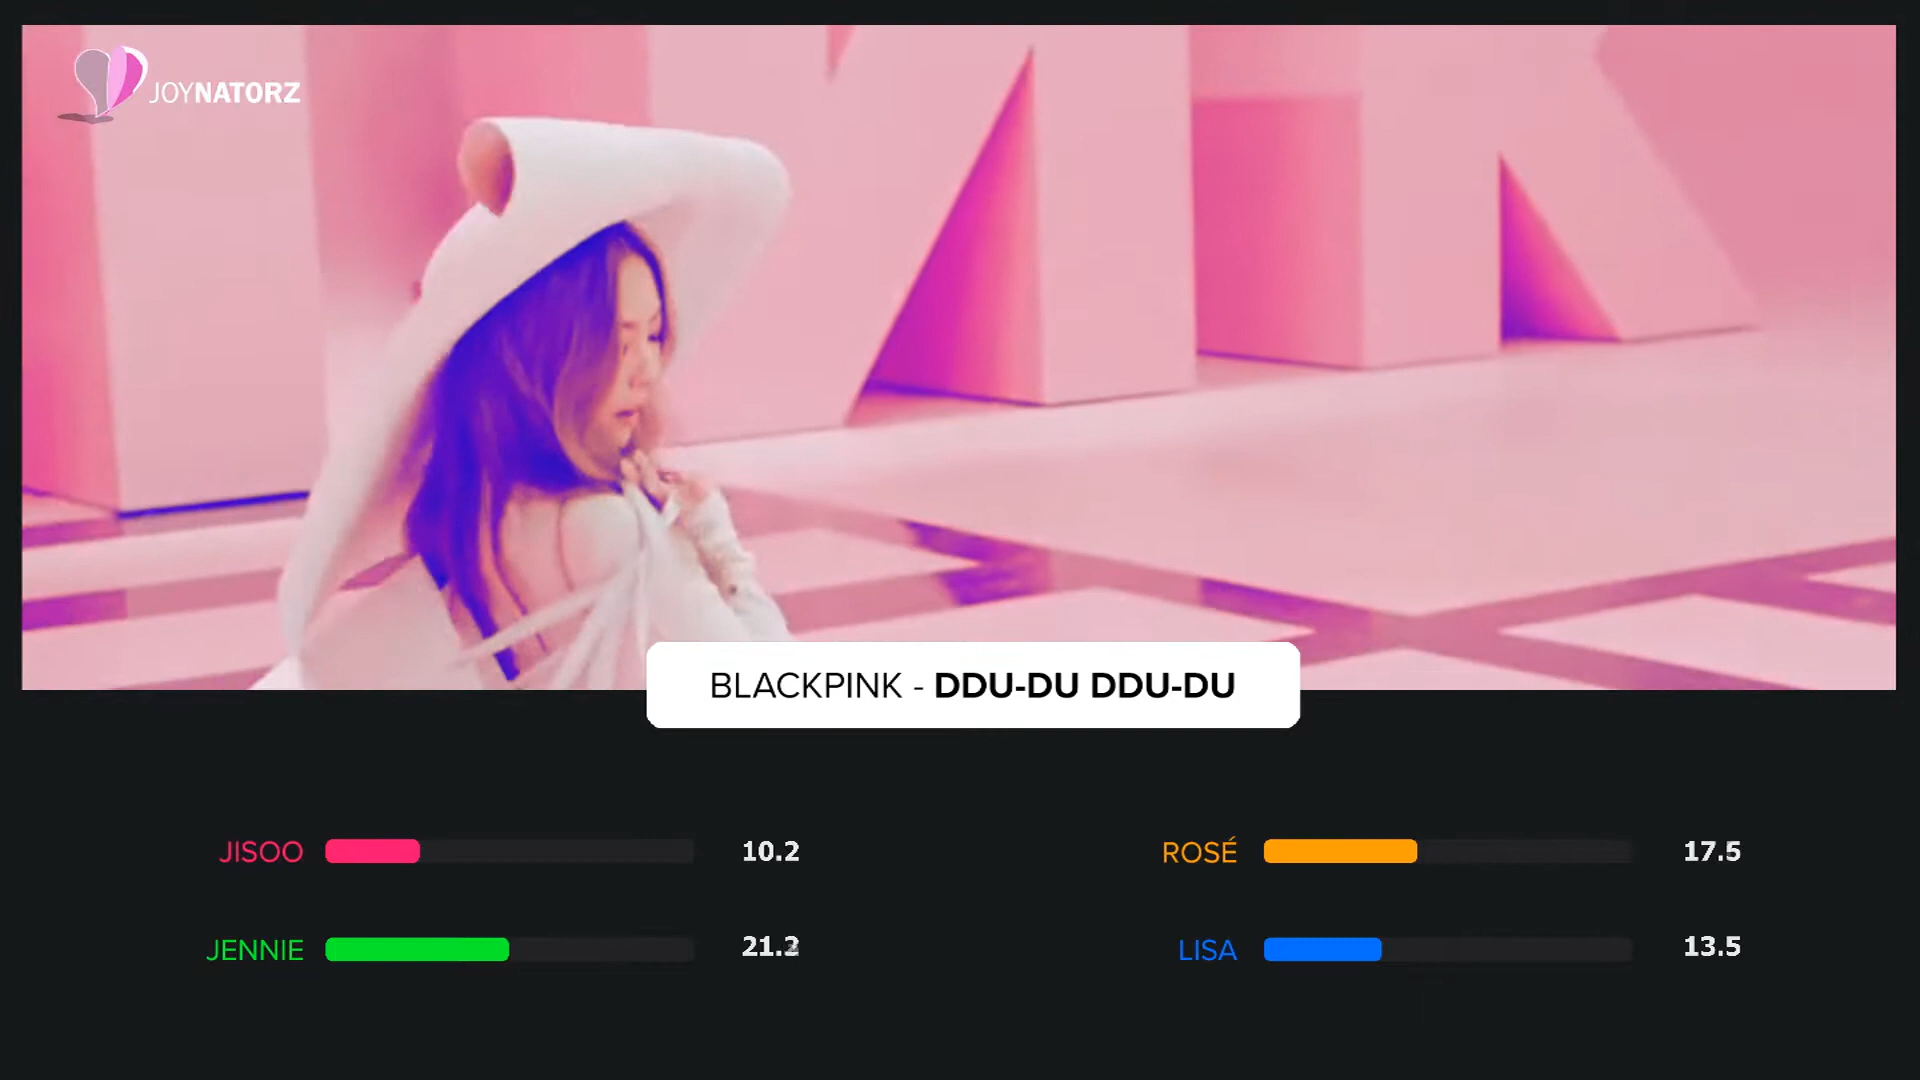 JOYNATORZ
BLACKPINK - DDU-DU DDU-DU
JISOO 10.2
ROSÉ 17.5
JENNIE 21.2
LISA 13.5